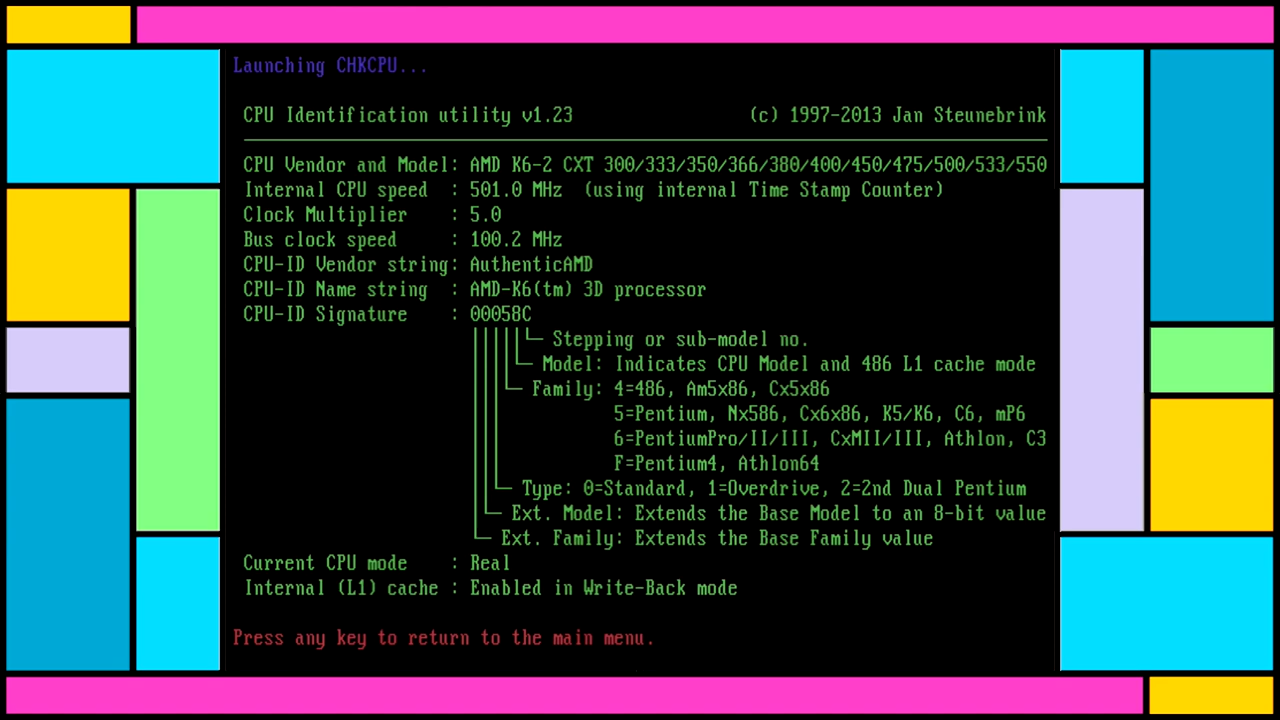 Launching CHKCPU...
CPU Identification utility v1.23 (c) 1997-2013 Jan Steunebrink
CPU Vendor and Model: AMD K6-2 CXT 300/333/350/366/380/400/450/475/500/533/550
Internal CPU speed : 501.0 MHz (using internal Time Stamp Counter)
Clock Multiplier : 5.0
Bus clock speed : 100.2 MHz
CPU-ID Vendor string: AuthenticAMD
CPU-ID Name string : AMD-K6(tm) 3D processor
CPU-ID Signature : 00058C
Stepping or sub-model no.
Model: Indicates CPU Model and 486 L1 cache mode
Family: 4=486, Am5x86, Cx5x86
5=Pentium, Nx586, Cx6x86, K5/K6, C6, mP6
6=PentiumPro/II/III, CxMII/III, Athlon, C3
F=Pentium4, Athlon64
Type: 0=Standard, 1=Overdrive, 2=2nd Dual Pentium
Ext. Model: Extends the Base Model to an 8-bit value
Ext. Family: Extends the Base Family value
Current CPU mode : Real
Internal (L1) cache : Enabled in Write-Back mode
Press any key to return to the main menu.